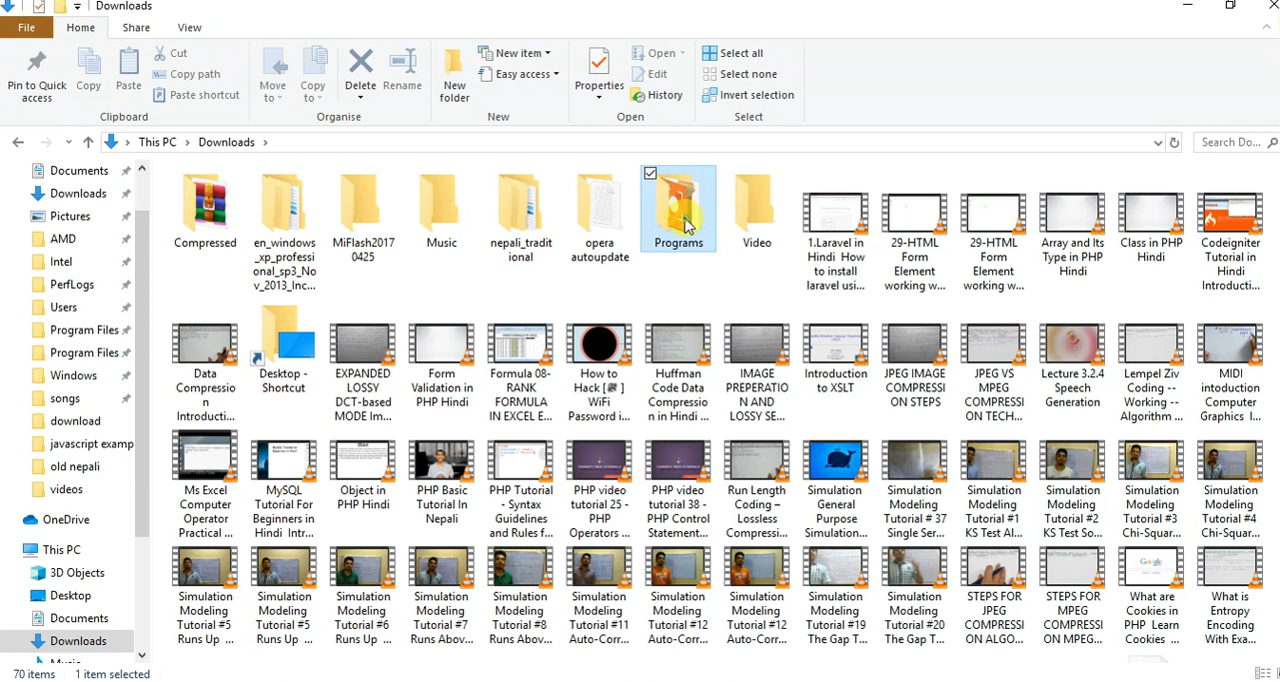 Downloads
File Home Share View
Pin to Quick access
Copy
Paste
Cut
Copy path
Paste shortcut
Clipboard
Move to
Copy to
Delete
Rename
Organise
New folder
New item
Easy access
New
Properties
Open
Edit
History
Open
Select all
Select none
Invert selection
Select
This PC > Downloads >
Search Do...
Documents
Downloads
Pictures
AMD
Intel
PerfLogs
Users
Program Files
Program Files
Windows
songs
download
javascript examp
old nepali
videos
OneDrive
This PC
3D Objects
Desktop
Documents
Downloads
Music
Compressed
en_windows
_xp_professi
onal_sp3_No
v_2013_Inc...
MiFlash2017
0425
Music
nepali_tradit
ional
opera
autoupdate
Programs
Video
1.Laravel in
Hindi How
to install
laravel usi...
29-HTML
Form
Element
working w...
29-HTML
Form
Element
working w...
Array and Its
Type in PHP
Hindi
Class in PHP
Hindi
Codeigniter
Tutorial in
Hindi
Introducti...
Data
Compressio
n
Introducti...
Desktop -
Shortcut
EXPANDED
LOSSY
DCT-based
MODE Im...
Form
Validation in
PHP Hindi
Formula 08-
RANK
FORMULA
IN EXCEL E...
How to
Hack
WiFi
Password i...
Huffman
Code Data
Compressio
n in Hindi ...
IMAGE
PREPERATIO
N AND
LOSSY SE...
Introduction
to XSLT
JPEG IMAGE
COMPRESSI
ON STEPS
JPEG VS
MPEG
COMPRESSI
ON TECH...
Lecture 3.2.4
Speech
Generation
Lempel Ziv
Coding --
Working --
Algorithm ...
MIDI
intoduction
Computer
Graphics I...
Ms Excel
Computer
Operator
Practical ...
MySQL
Tutorial For
Beginners in
Hindi Intr...
Object in
PHP Hindi
PHP Basic
Tutorial In
Nepali
PHP Tutorial
- Syntax
Guidelines
and Rules f...
PHP video
tutorial 25 -
PHP
Operators ...
PHP video
tutorial 38 -
PHP Control
Statement...
Run Length
Coding –
Lossless
Compressi...
Simulation
General
Purpose
Simulation...
Simulation
Modeling
Tutorial # 37
Single Ser...
Simulation
Modeling
Tutorial #1
KS Test Al...
Simulation
Modeling
Tutorial #2
KS Test So...
Simulation
Modeling
Tutorial #3
Chi-Squar...
Simulation
Modeling
Tutorial #4
Chi-Squar...
Simulation
Modeling
Tutorial #5
Runs Up ...
Simulation
Modeling
Tutorial #5
Runs Up ...
Simulation
Modeling
Tutorial #6
Runs Up ...
Simulation
Modeling
Tutorial #7
Runs Abov...
Simulation
Modeling
Tutorial #8
Runs Abov...
Simulation
Modeling
Tutorial #11
Auto-Corr...
Simulation
Modeling
Tutorial #12
Auto-Corr...
Simulation
Modeling
Tutorial #12
Auto-Corr...
Simulation
Modeling
Tutorial #19
The Gap T...
Simulation
Modeling
Tutorial #20
The Gap T...
STEPS FOR
JPEG
COMPRESSI
ON ALGO...
STEPS FOR
MPEG
COMPRESSI
ON MPEG...
What are
Cookies in
PHP Learn
Cookies ...
What is
Entropy
Encoding
With Exa...
70 items 1 item selected